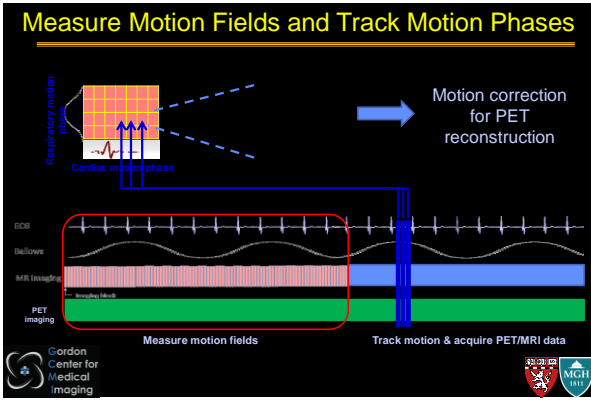 Measure Motion Fields and Track Motion Phases
Respiratory motion
phase
Cardiac motion phase
Motion correction
for PET
reconstruction
ECG
Bellows
MR Imaging
Imaging block
PET
imaging
Measure motion fields
Track motion & acquire PET/MRI data
Gordon
Center for
Medical
Imaging
MGH
1811